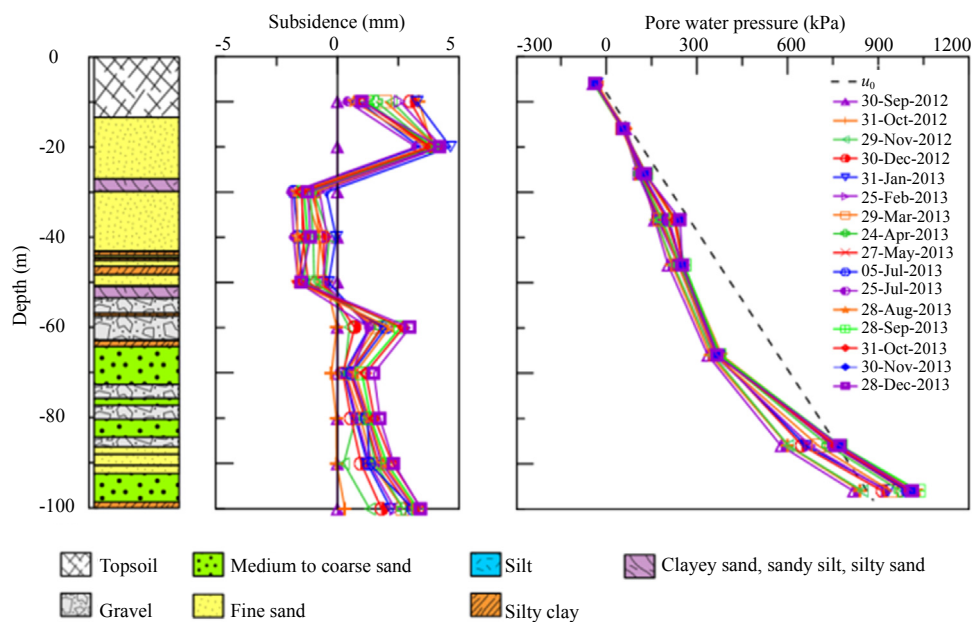 Subsidence (mm)
-5 0 5
Pore water pressure (kPa)
-300 0 300 600 900 1200
Depth (m)
0
-20
-40
-60
-80
-100
u0
30-Sep-2012
31-Oct-2012
29-Nov-2012
30-Dec-2012
31-Jan-2013
25-Feb-2013
29-Mar-2013
24-Apr-2013
27-May-2013
05-Jul-2013
25-Jul-2013
28-Aug-2013
28-Sep-2013
31-Oct-2013
30-Nov-2013
28-Dec-2013
Topsoil
Medium to coarse sand
Silt
Clayey sand, sandy silt, silty sand
Gravel
Fine sand
Silty clay